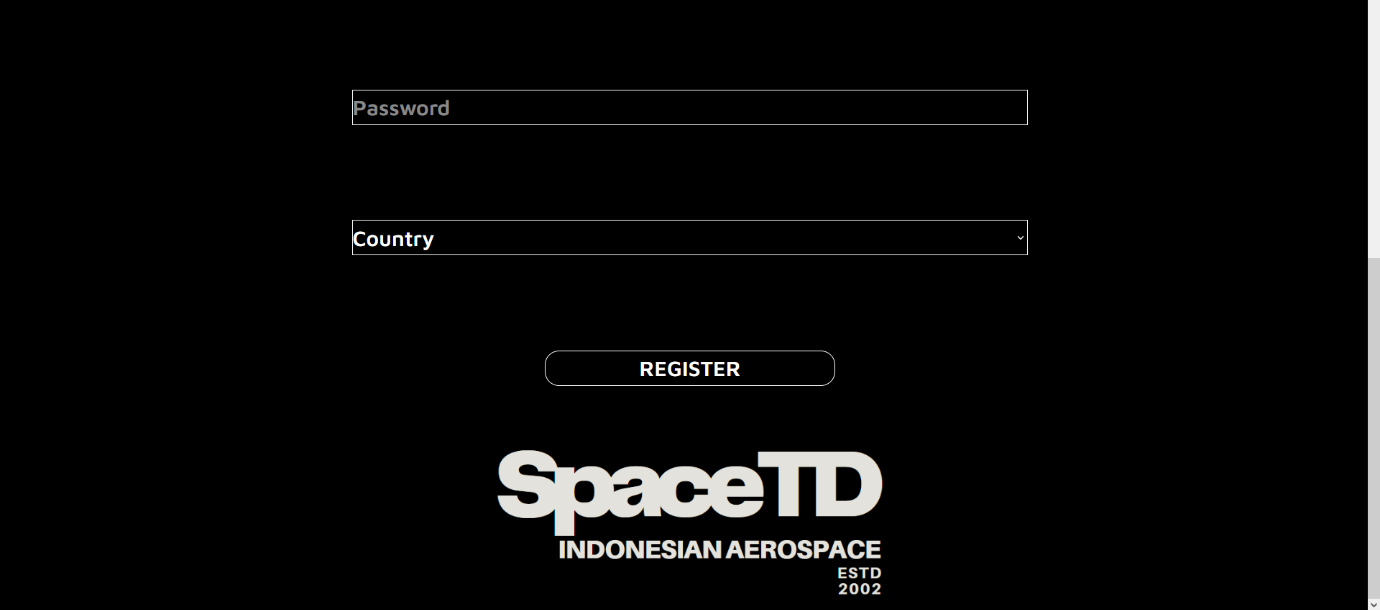 Password
Country
REGISTER
SpaceTD
INDONESIAN AEROSPACE
ESTD
2002